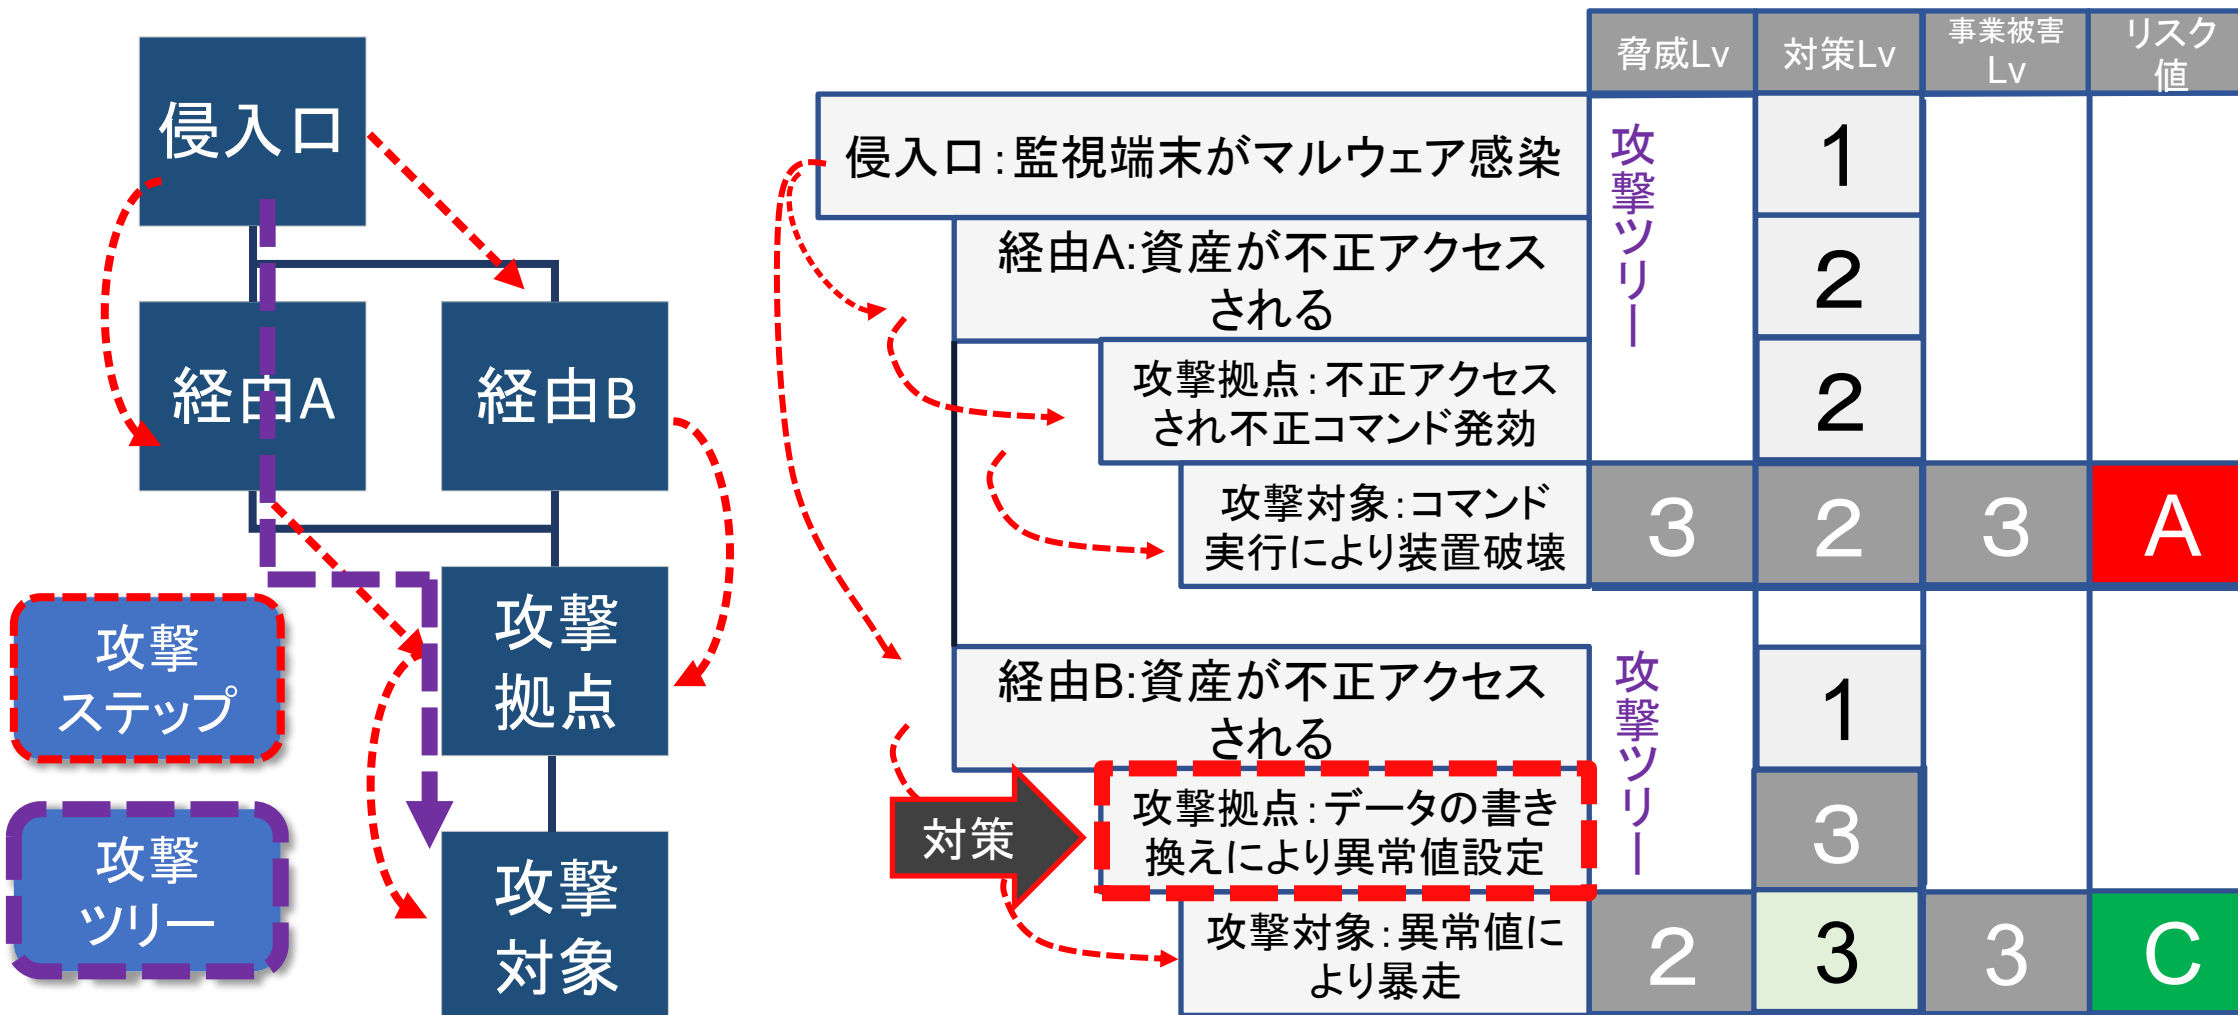 侵入口
経由A
経由B
攻撃
拠点
攻撃
対象
攻撃
ステップ
攻撃
ツリー
脅威Lv
対策Lv
事業被害
Lv
リスク
値
侵入口:監視端末がマルウェア感染
攻撃ツリー
1
経由A:資産が不正アクセス
される
2
攻撃拠点:不正アクセス
され不正コマンド発効
2
攻撃対象:コマンド
実行により装置破壊
3
2
3
A
経由B:資産が不正アクセス
される
攻撃ツリー
1
対策
攻撃拠点:データの書き
換えにより異常値設定
3
攻撃対象:異常値に
より暴走
2
3
3
C